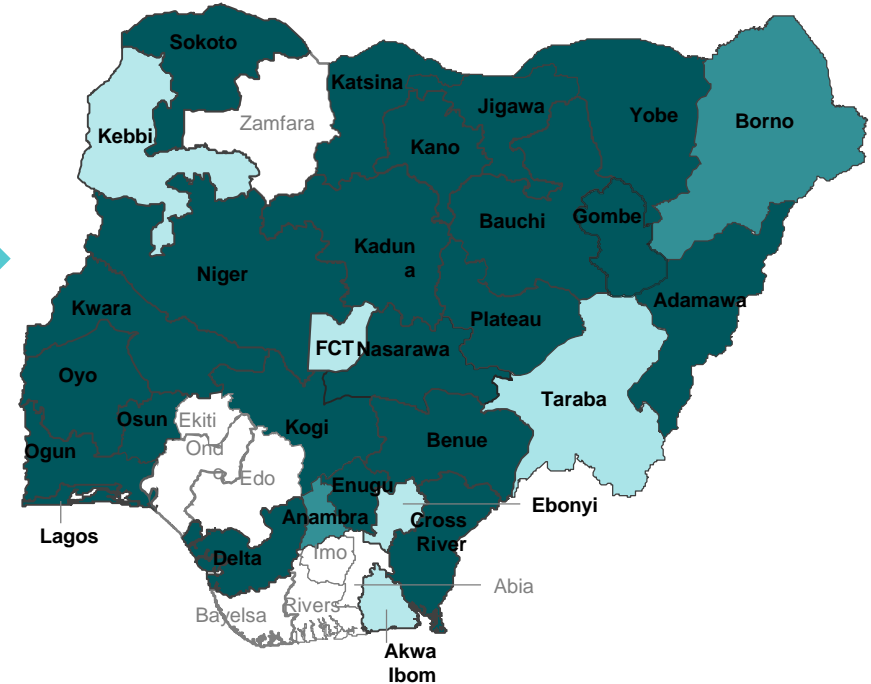 Sokoto
Katsina
Zamfara
Jigawa
Yobe
Borno
Kebbi
Kano
Bauchi
Gombe
Kadun
a
Niger
Adamawa
Kwara
Plateau
FCT
Nasarawa
Oyo
Taraba
Osun
Ekiti
Kogi
Benue
Ogun
Ond
o
Edo
Enugu
Ebonyi
Anambra
Cross
River
Lagos
Delta
Imo
Abia
Bayelsa
Rivers
Akwa
Ibom